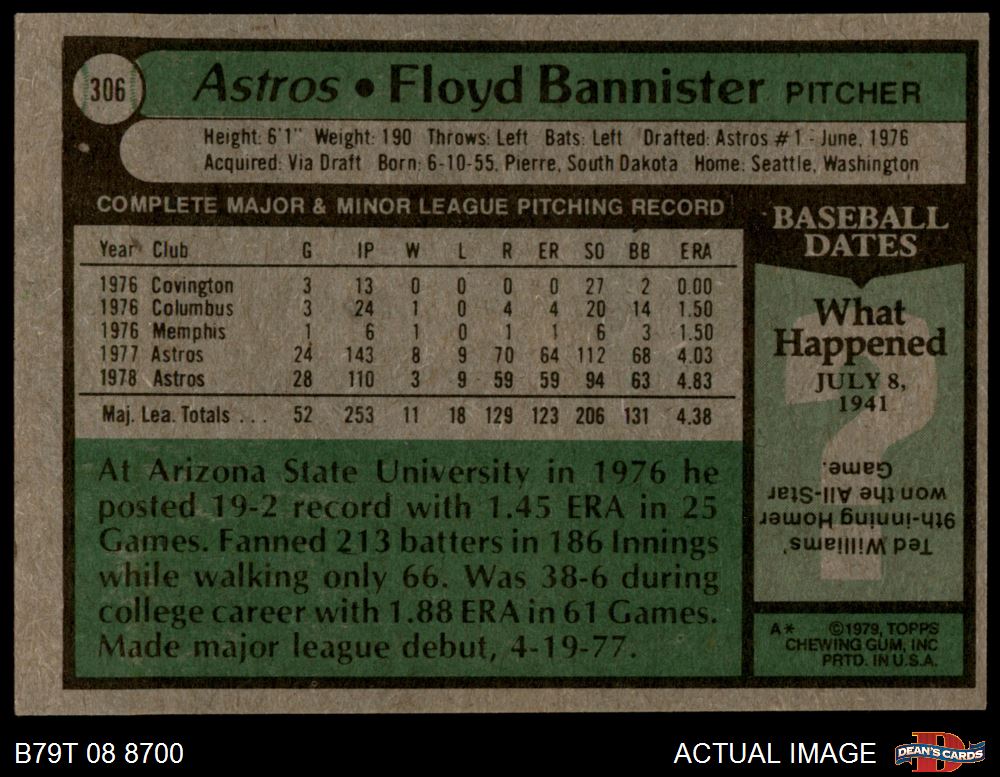 306
Astros • Floyd Bannister PITCHER
Height: 6'1" Weight: 190 Throws: Left Bats: Left Drafted: Astros #1 - June, 1976
Acquired: Via Draft Born: 6-10-55, Pierre, South Dakota Home: Seattle, Washington
COMPLETE MAJOR & MINOR LEAGUE PITCHING RECORD
Year Club G IP W L R ER SO BB ERA
1976 Covington 3 13 0 0 0 0 27 2 0.00
1976 Columbus 3 24 1 0 4 4 20 14 1.50
1976 Memphis 1 6 1 0 1 1 6 3 1.50
1977 Astros 24 143 8 9 70 64 112 68 4.03
1978 Astros 28 110 3 9 59 59 94 63 4.83
Maj. Lea. Totals . . . 52 253 11 18 129 123 206 131 4.38
At Arizona State University in 1976 he
posted 19-2 record with 1.45 ERA in 25
Games. Fanned 213 batters in 186 Innings
while walking only 66. Was 38-6 during
college career with 1.88 ERA in 61 Games.
Made major league debut, 4-19-77.
BASEBALL
DATES
What
Happened
JULY 8,
1941
?
Ted Williams'
9th-inning Homer
won the All-Star
Game.
A* ©1979, TOPPS
CHEWING GUM, INC
PRTD. IN U.S.A.
B79T 08 8700
ACTUAL IMAGE
D
DEAN'S CARDS